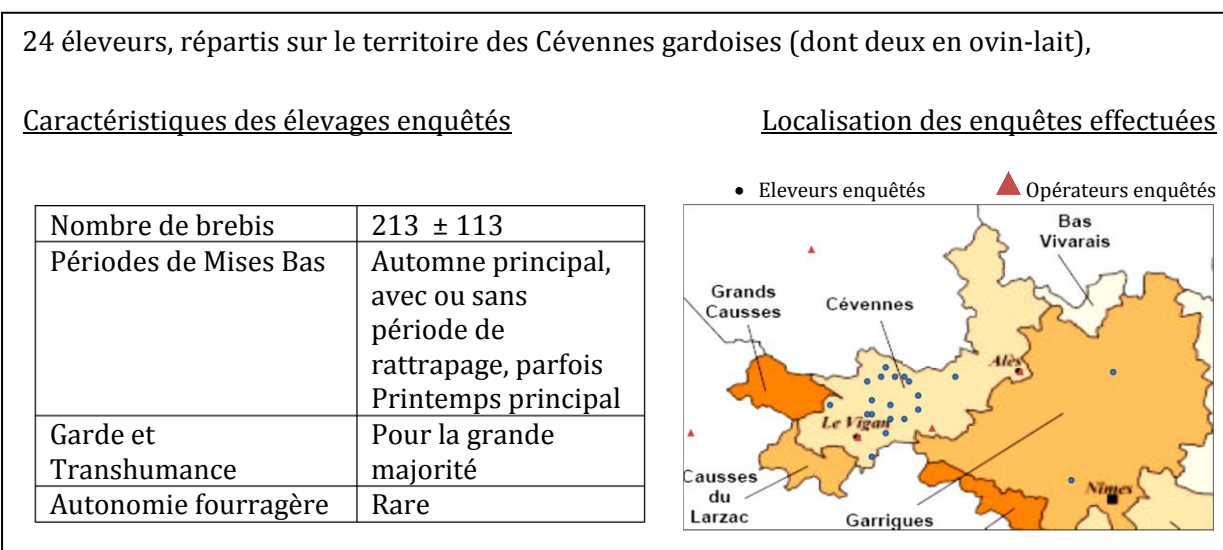 24 éleveurs, répartis sur le territoire des Cévennes gardoises (dont deux en ovin-lait),
Caractéristiques des élevages enquêtés
Localisation des enquêtes effectuées
• Eleveurs enquêtés
Opérateurs enquêtés
Nombre de brebis
213 ± 113
Périodes de Mises Bas
Automne principal,
avec ou sans
période de
rattrapage, parfois
Printemps principal
Garde et
Transhumance
Pour la grande
majorité
Autonomie fourragère
Rare
Bas
Vivarais
Grands
Causses
Cévennes
Alès
Le Vigan
Causses
du
Larzac
Garrigues
Nîmes